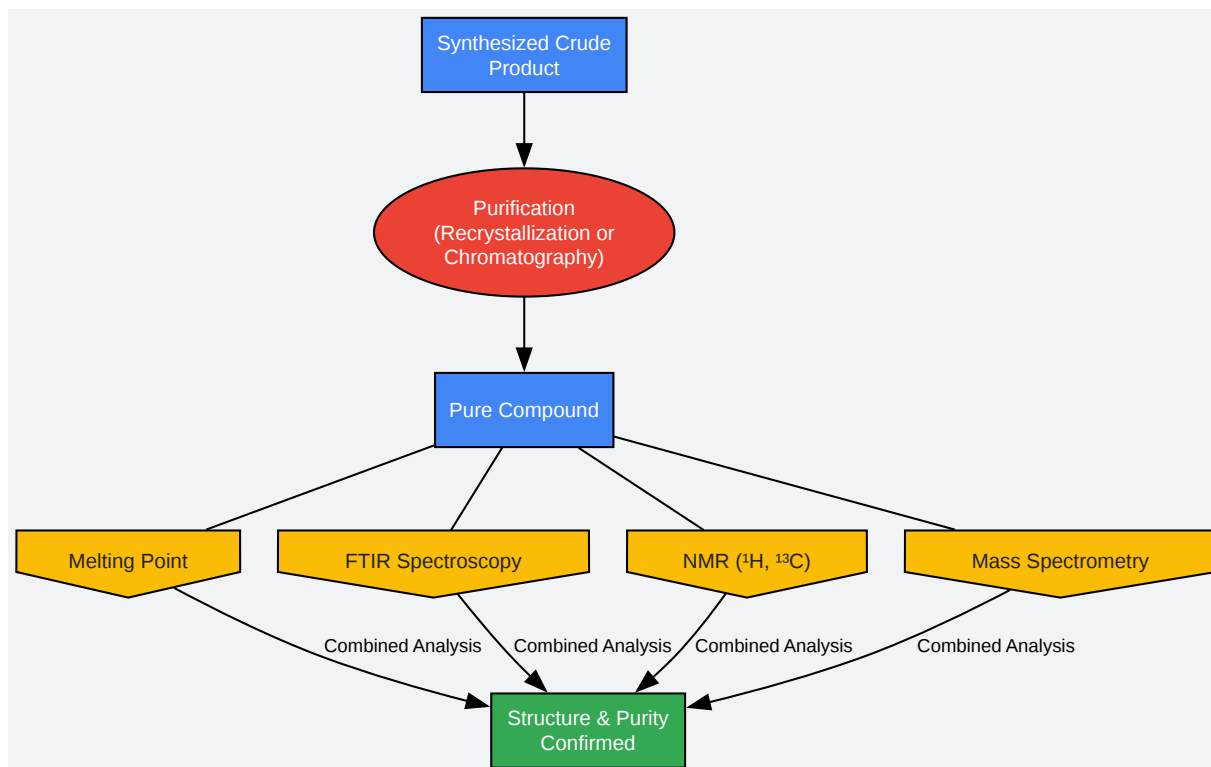 Synthesized Crude
Product
Purification
(Recrystallization or
Chromatography)
Pure Compound
Melting Point
FTIR Spectroscopy
NMR (¹H, ¹³C)
Mass Spectrometry
Combined Analysis
Combined Analysis
Combined Analysis
Combined Analysis
Structure & Purity
Confirmed